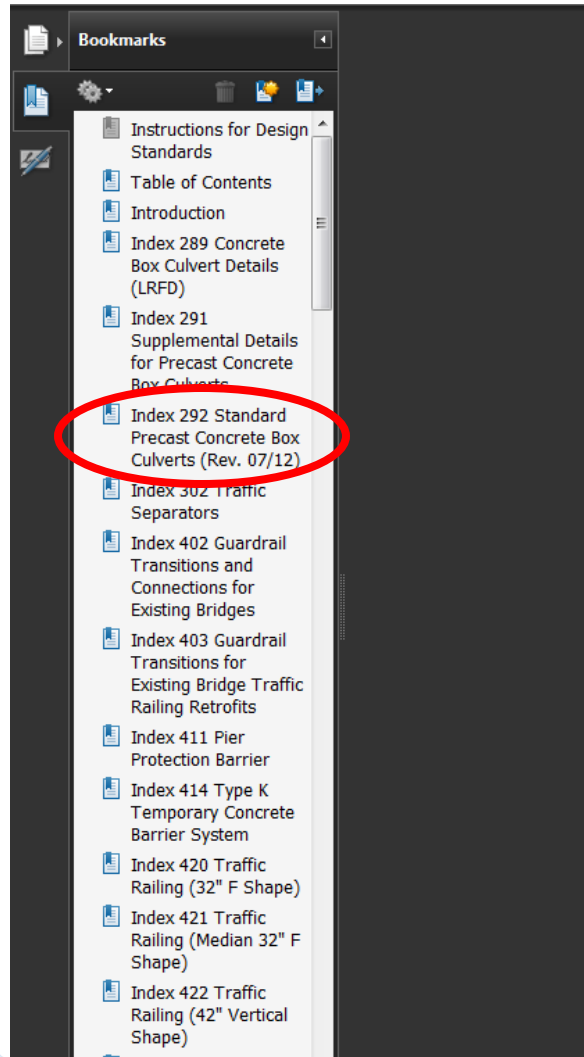 Bookmarks
Instructions for Design
Standards
Table of Contents
Introduction
Index 289 Concrete
Box Culvert Details
(LRFD)
Index 291
Supplemental Details
for Precast Concrete
Box Culverts
Index 292 Standard
Precast Concrete Box
Culverts (Rev. 07/12)
Index 302 Traffic
Separators
Index 402 Guardrail
Transitions and
Connections for
Existing Bridges
Index 403 Guardrail
Transitions for
Existing Bridge Traffic
Railing Retrofits
Index 411 Pier
Protection Barrier
Index 414 Type K
Temporary Concrete
Barrier System
Index 420 Traffic
Railing (32" F Shape)
Index 421 Traffic
Railing (Median 32" F
Shape)
Index 422 Traffic
Railing (42" Vertical
Shape)